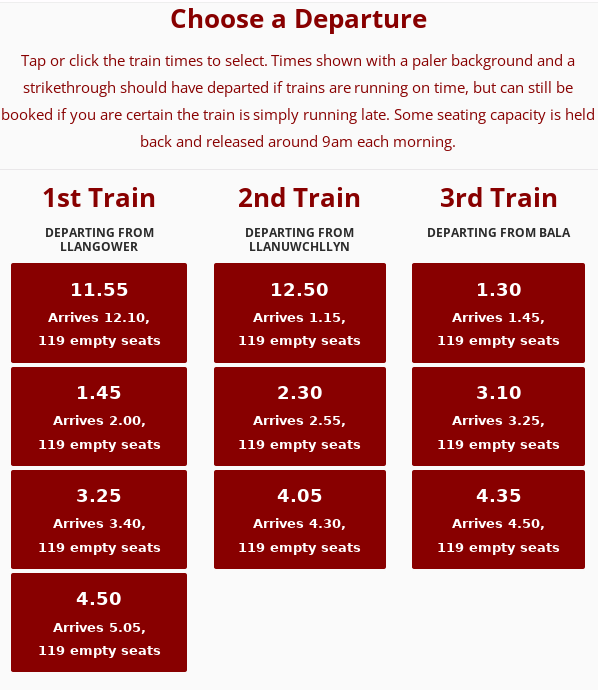 Choose a Departure
Tap or click the train times to select. Times shown with a paler background and a
strikethrough should have departed if trains are running on time, but can still be
booked if you are certain the train is simply running late. Some seating capacity is held
back and released around 9am each morning.
1st Train
DEPARTING FROM
LLANGOWER
11.55
Arrives 12.10,
119 empty seats
1.45
Arrives 2.00,
119 empty seats
3.25
Arrives 3.40,
119 empty seats
4.50
Arrives 5.05,
119 empty seats
2nd Train
DEPARTING FROM
LLANUWCHLLYN
12.50
Arrives 1.15,
119 empty seats
2.30
Arrives 2.55,
119 empty seats
4.05
Arrives 4.30,
119 empty seats
3rd Train
DEPARTING FROM BALA
1.30
Arrives 1.45,
119 empty seats
3.10
Arrives 3.25,
119 empty seats
4.35
Arrives 4.50,
119 empty seats